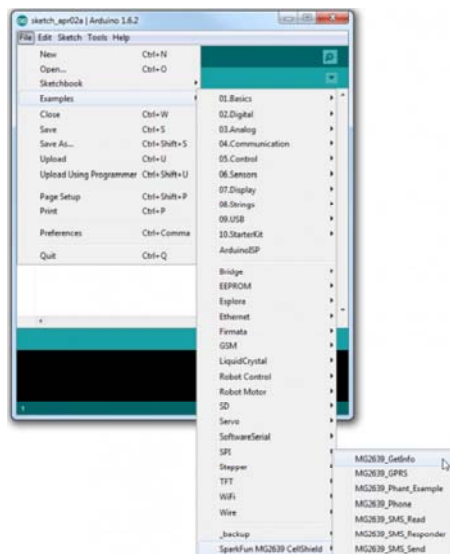 sketch_apr02a | Arduino 1.6.2
File Edit Sketch Tools Help
New Ctrl+N
Open... Ctrl+O
Sketchbook
Examples
Close Ctrl+W
Save Ctrl+S
Save As... Ctrl+Shift+S
Upload Ctrl+U
Upload Using Programmer Ctrl+Shift+U
Page Setup Ctrl+Shift+P
Print Ctrl+P
Preferences Ctrl+Comma
Quit Ctrl+Q
01.Basics
02.Digital
03.Analog
04.Communication
05.Control
06.Sensors
07.Display
08.Strings
09.USB
10.StarterKit
ArduinoISP
Bridge
EEPROM
Esplora
Ethernet
Firmata
GSM
LiquidCrystal
Robot Control
Robot Motor
SD
Servo
SoftwareSerial
SPI
Stepper
TFT
WiFi
Wire
_backup
SparkFun MG2639 CellShield
MG2639_GetInfo
MG2639_GPRS
MG2639_Phant_Example
MG2639_Phone
MG2639_SMS_Read
MG2639_SMS_Responder
MG2639_SMS_Send
1